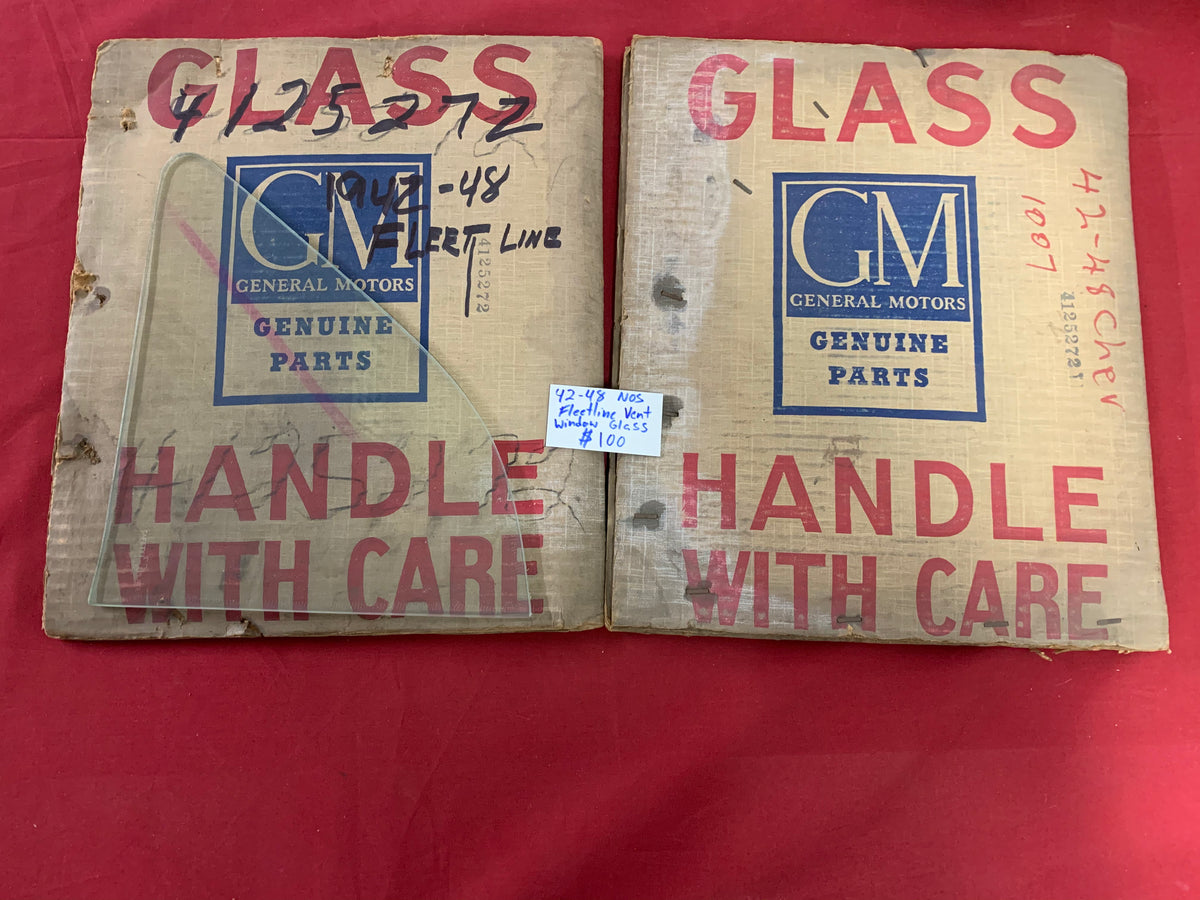 GLASS
4125272
1942-48
FLEET LINE
GM
GENERAL MOTORS
GENUINE
PARTS
4125272
HANDLE
WITH CARE
42-48 NOS
Fleetline Vent
Window Glass
$100
GLASS
GM
GENERAL MOTORS
GENUINE
PARTS
42-48 Chev
4125272
HANDLE
WITH CARE